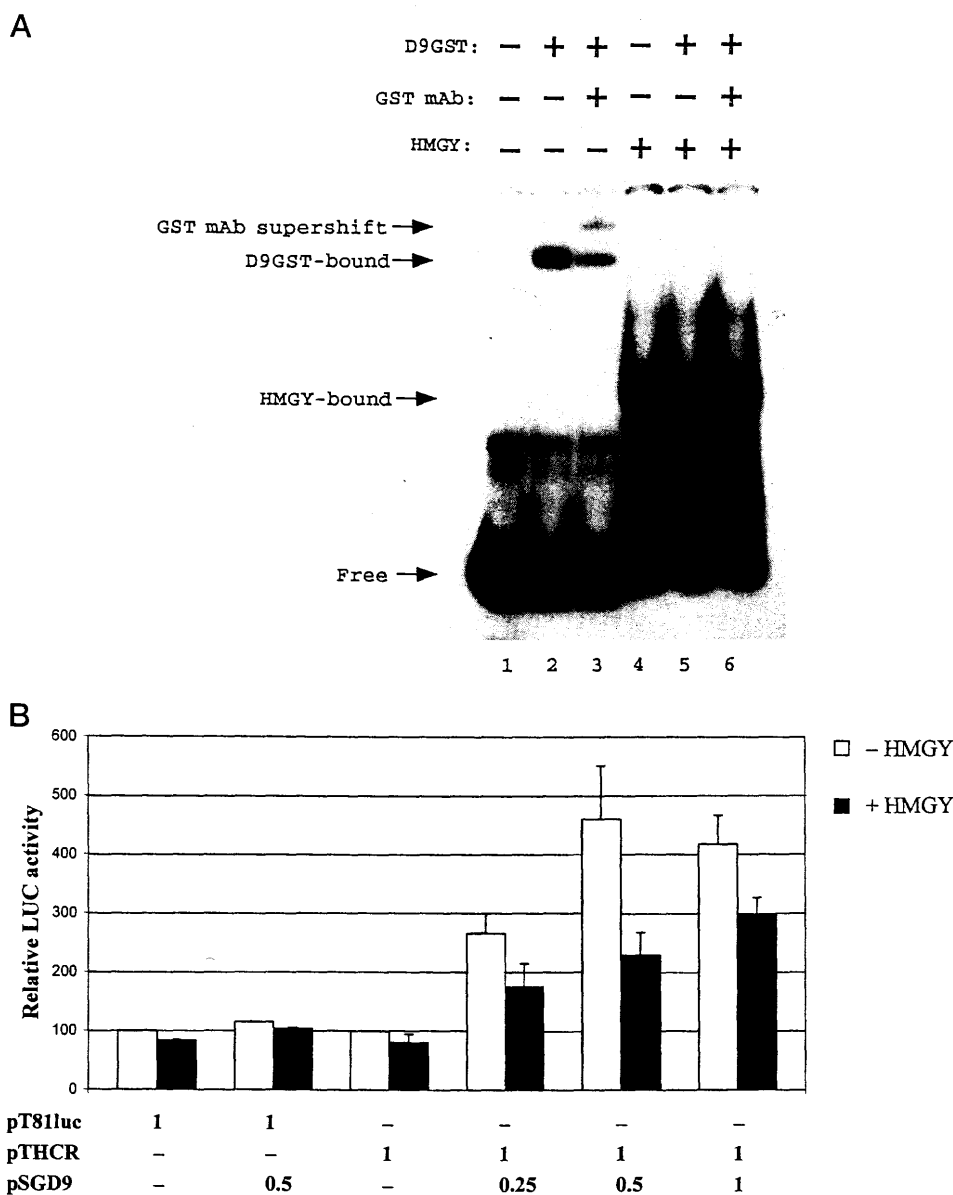 A
D9GST: − + + − + +
GST mAb: − − + − − +
HMGY: − − − + + +
GST mAb supershift
D9GST-bound
HMGY-bound
Free
1 2 3 4 5 6
B
600
500
400
300
200
100
0
Relative LUC activity
− HMGY
+ HMGY
pT81luc 1 1 − − − −
pTHCR − − 1 1 1 1
pSGD9 − 0.5 − 0.25 0.5 1